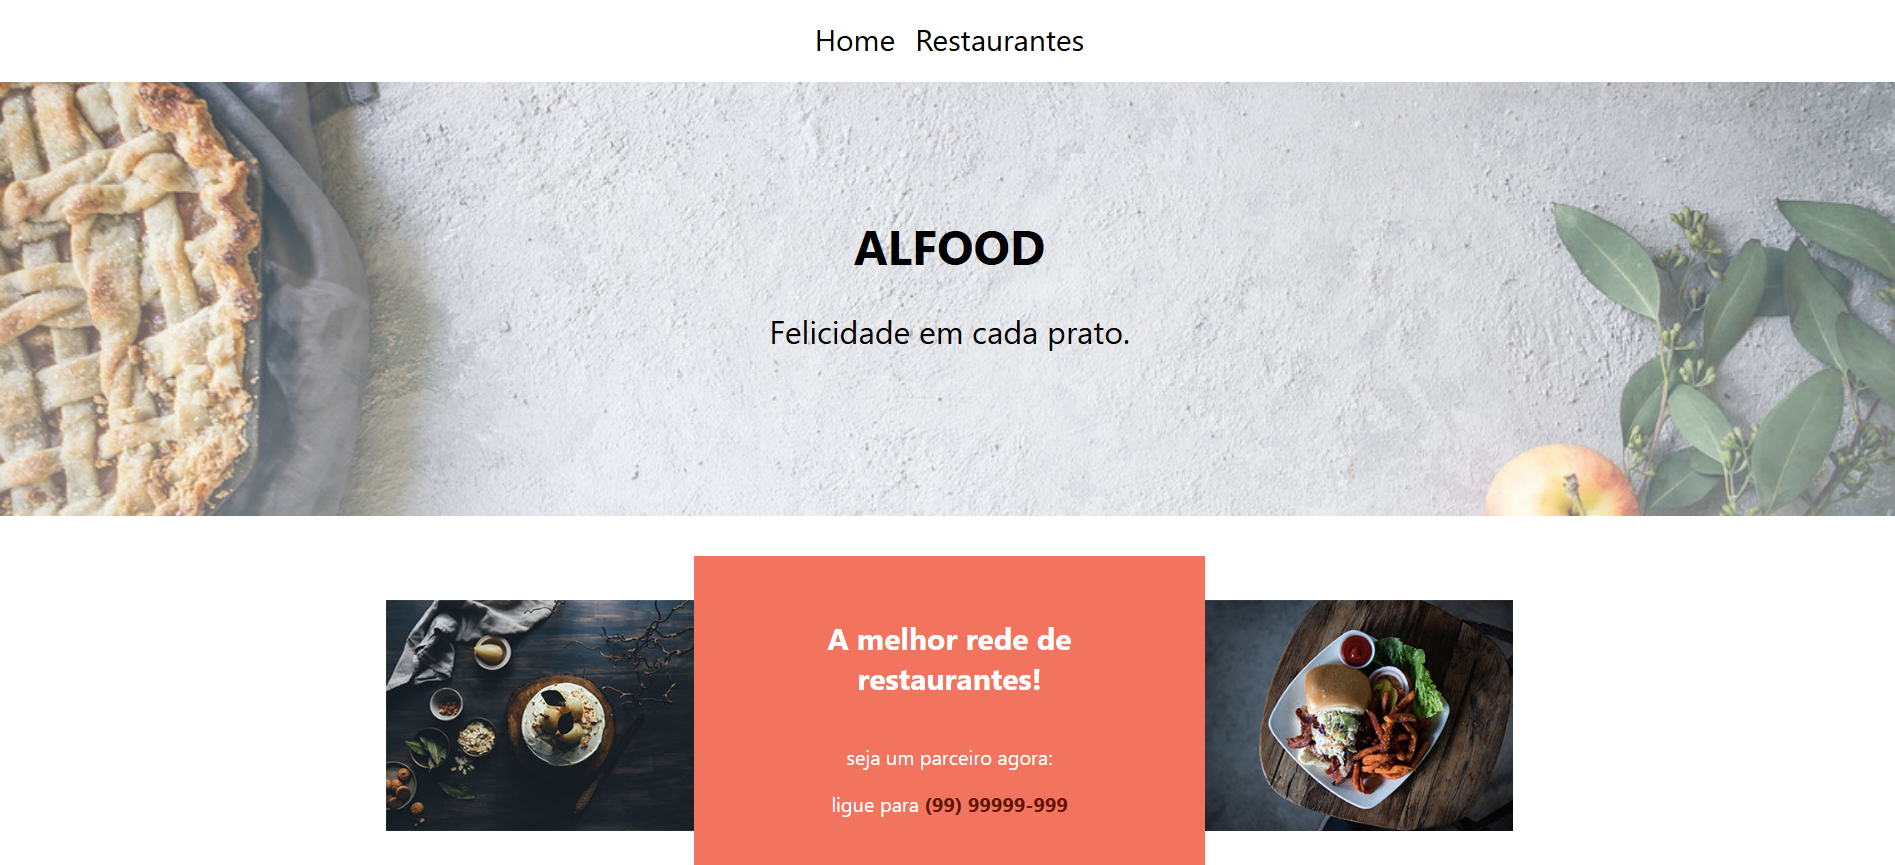 Home Restaurantes
ALFOOD
Felicidade em cada prato.
A melhor rede de
restaurantes!
seja um parceiro agora:
ligue para (99) 99999-999